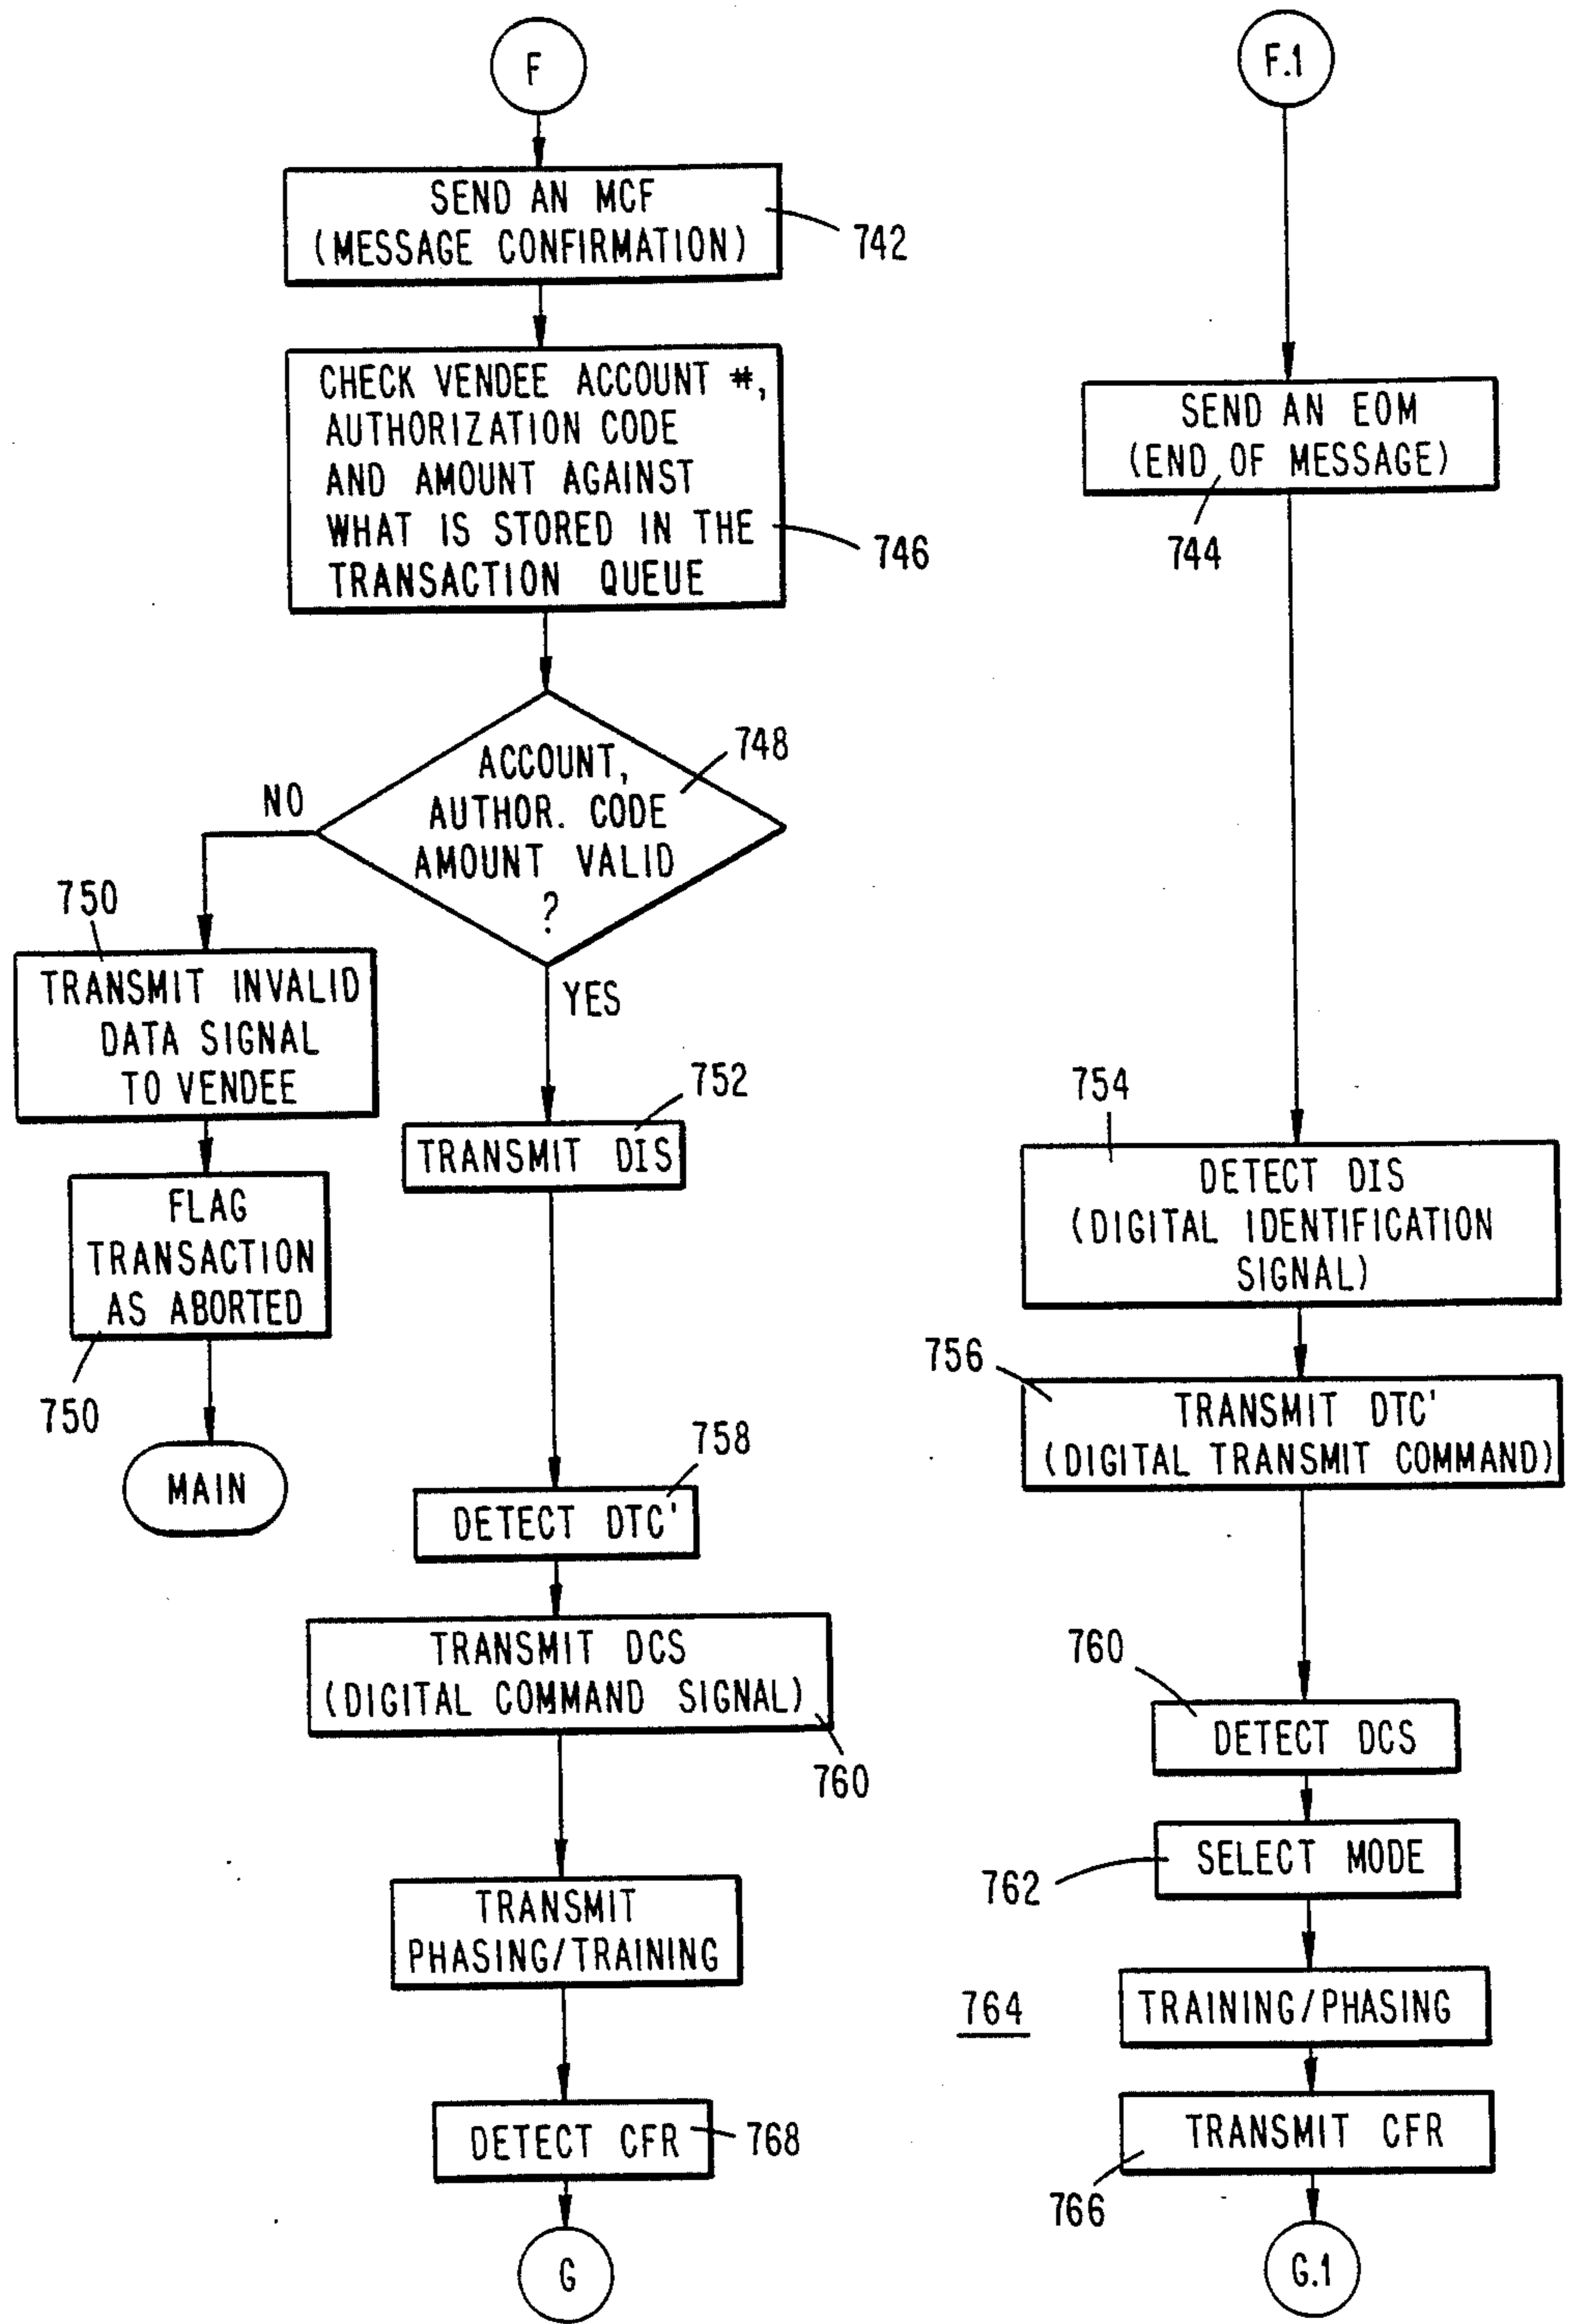 F
SEND AN MCF
(MESSAGE CONFIRMATION)
742
CHECK VENDEE ACCOUNT #,
AUTHORIZATION CODE
AND AMOUNT AGAINST
WHAT IS STORED IN THE
TRANSACTION QUEUE
746
ACCOUNT,
AUTHOR. CODE
AMOUNT VALID
?
748
NO
YES
750
TRANSMIT INVALID
DATA SIGNAL
TO VENDEE
FLAG
TRANSACTION
AS ABORTED
750
MAIN
752
TRANSMIT DIS
758
DETECT DTC'
TRANSMIT DCS
(DIGITAL COMMAND SIGNAL)
760
TRANSMIT
PHASING/TRAINING
DETECT CFR
768
G
F.1
SEND AN EOM
(END OF MESSAGE)
744
754
DETECT DIS
(DIGITAL IDENTIFICATION
SIGNAL)
756
TRANSMIT DTC'
(DIGITAL TRANSMIT COMMAND)
760
DETECT DCS
SELECT MODE
762
764
TRAINING/PHASING
TRANSMIT CFR
766
G.1